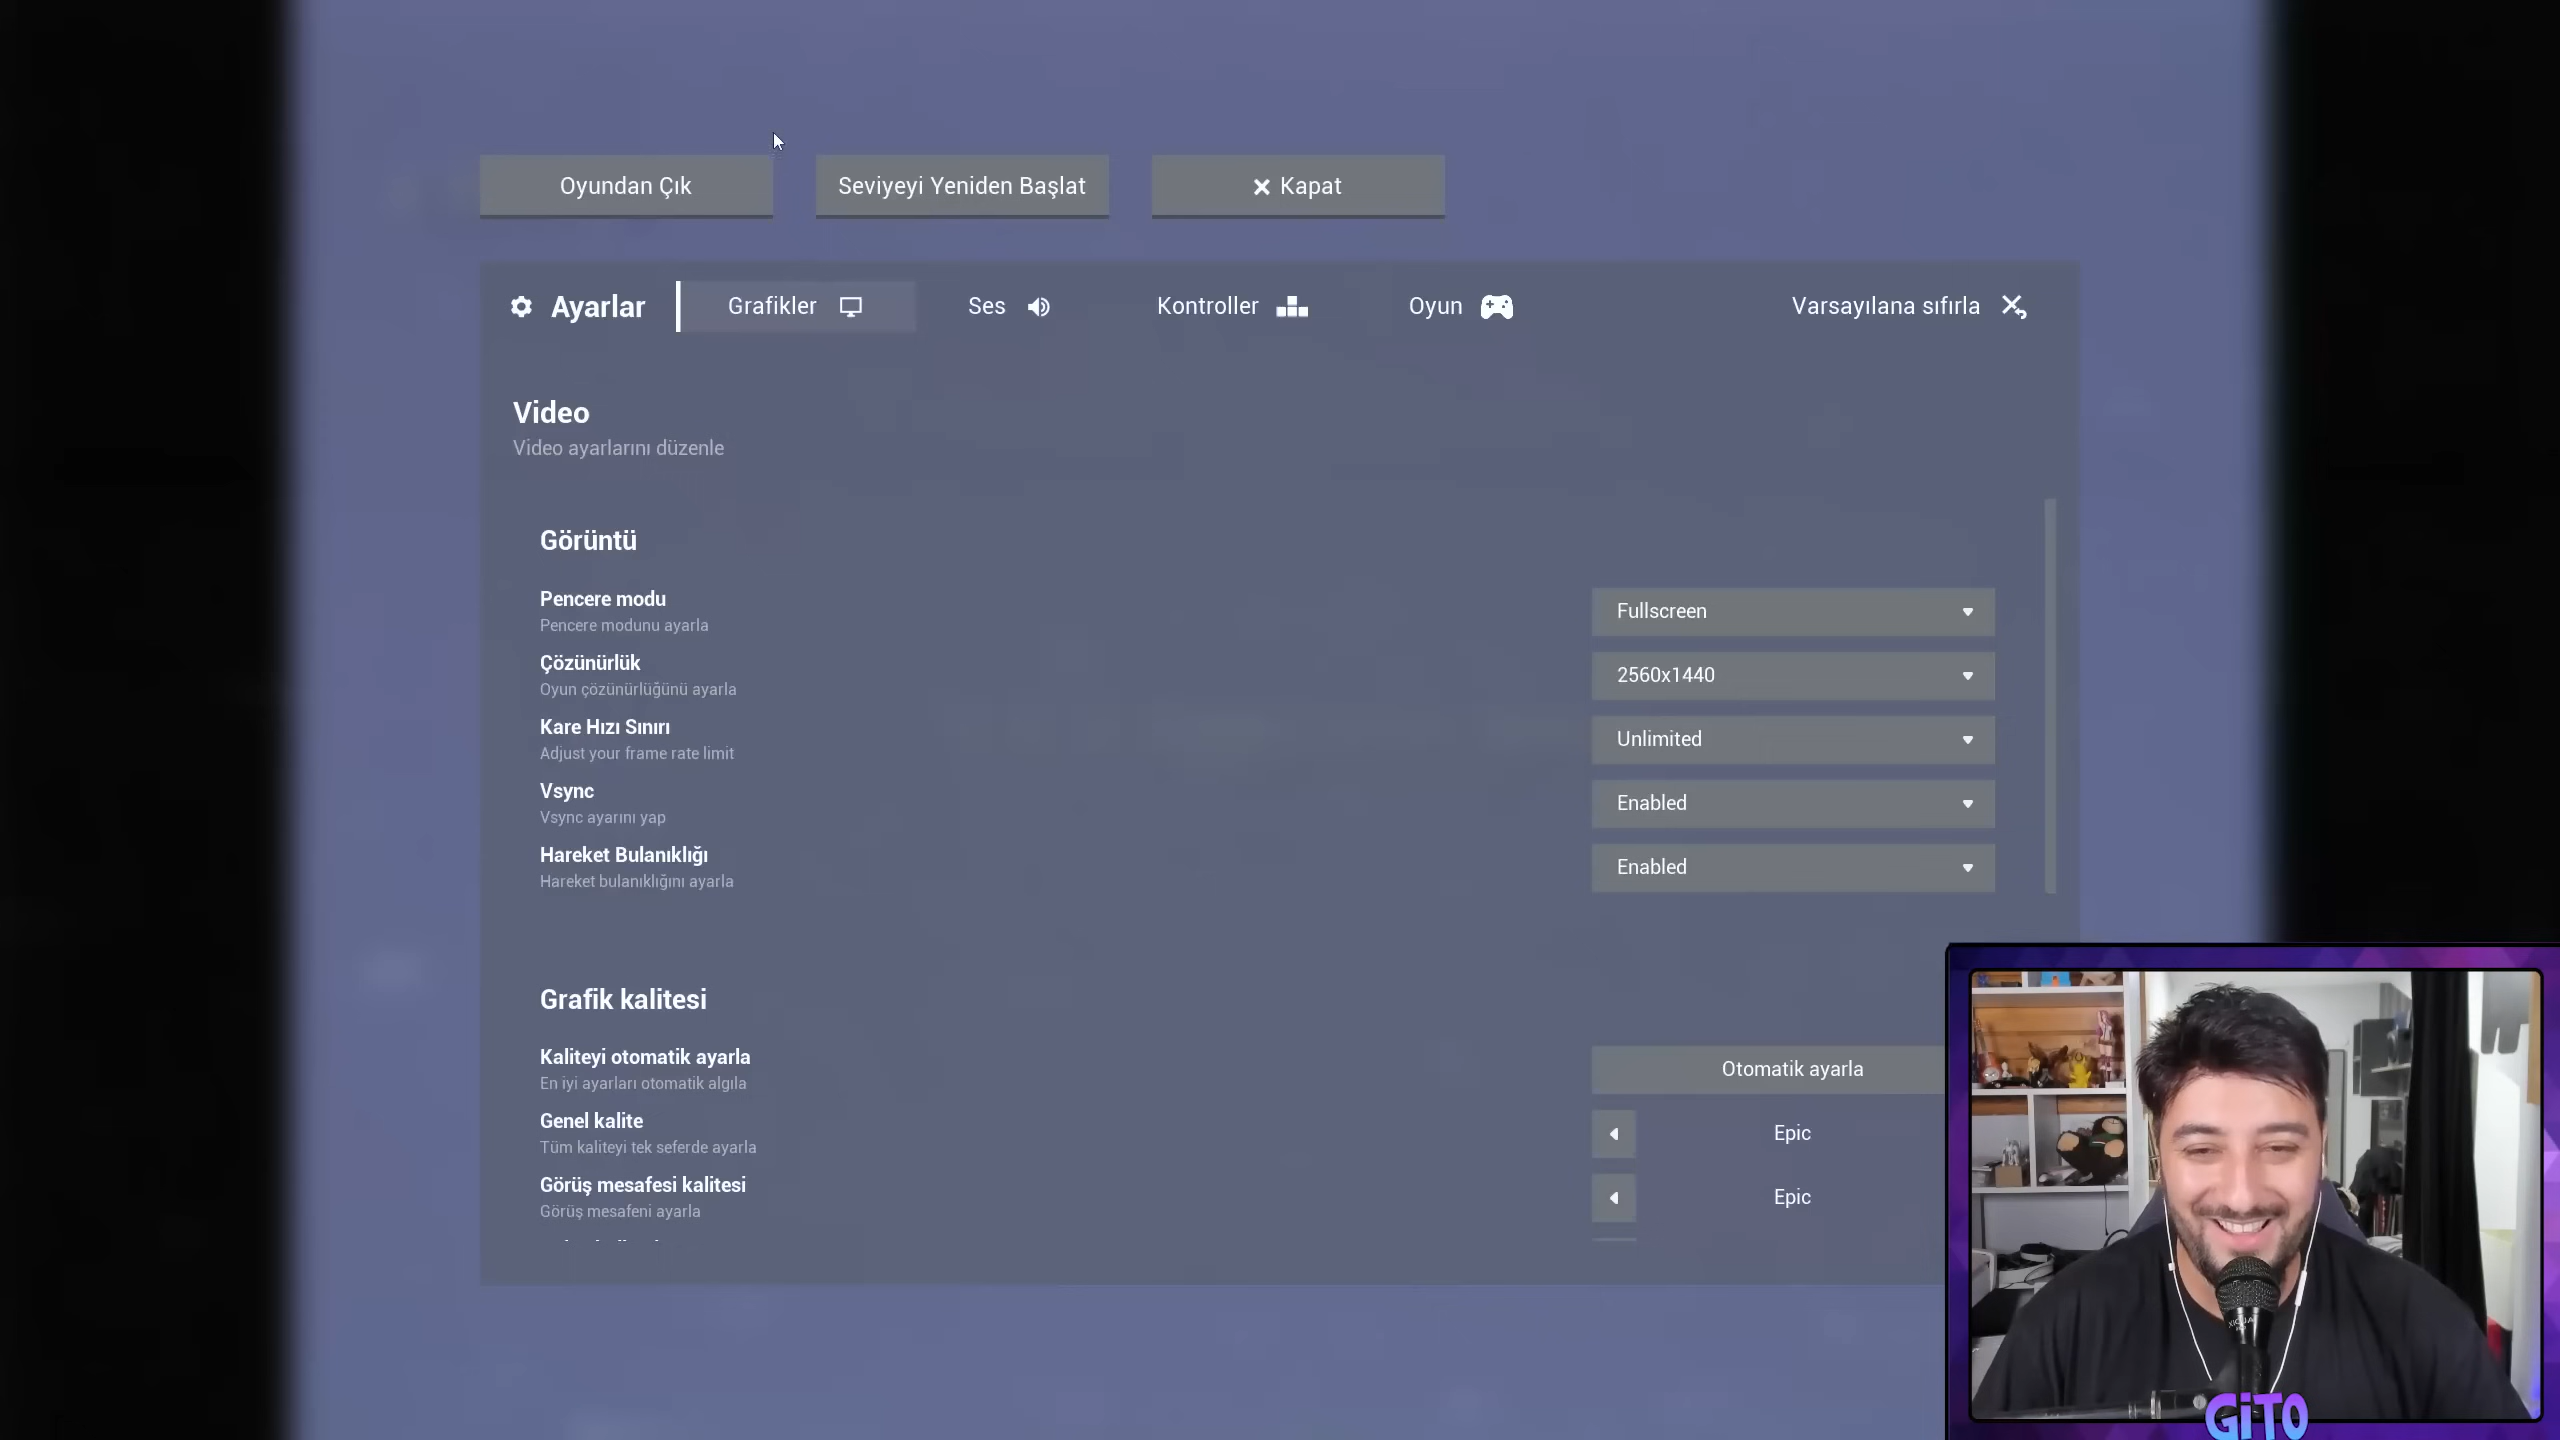 Oyundan Çık
Seviyeyi Yeniden Başlat
Kapat
Ayarlar
Grafikler
Ses
Kontroller
Oyun
Varsayılana sıfırla
Video
Video ayarlarını düzenle
Görüntü
Pencere modu
Pencere modunu ayarla
Fullscreen
Çözünürlük
Oyun çözünürlüğünü ayarla
2560x1440
Kare Hızı Sınırı
Adjust your frame rate limit
Unlimited
Vsync
Vsync ayarını yap
Enabled
Hareket Bulanıklığı
Hareket bulanıklığını ayarla
Enabled
Grafik kalitesi
Kaliteyi otomatik ayarla
En iyi ayarları otomatik algıla
Otomatik ayarla
Genel kalite
Tüm kaliteyi tek seferde ayarla
Epic
Görüş mesafesi kalitesi
Görüş mesafeni ayarla
Epic
GiTO